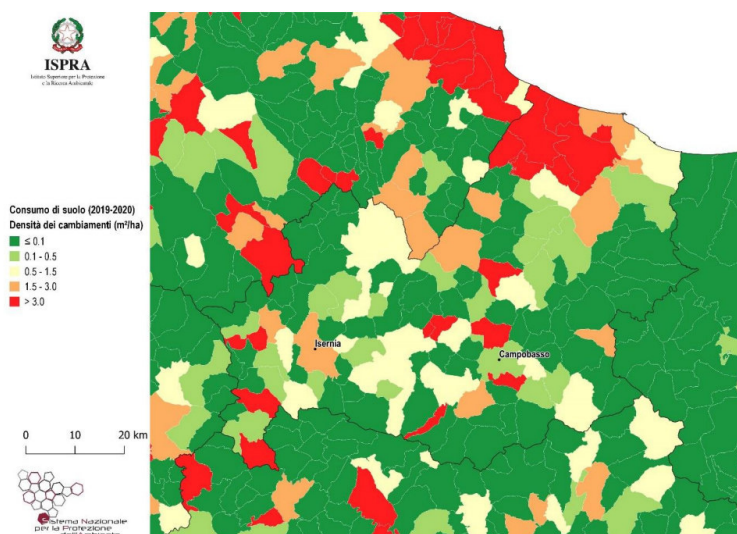 ISPRA
Istituto Superiore per la Protezione
e la Ricerca Ambientale
Consumo di suolo (2019-2020)
Densità dei cambiamenti (m²/ha)
≤ 0.1
0.1 - 0.5
0.5 - 1.5
1.5 - 3.0
> 3.0
Isernia
Campobasso
0 10 20 km
Sistema Nazionale
per la Protezione